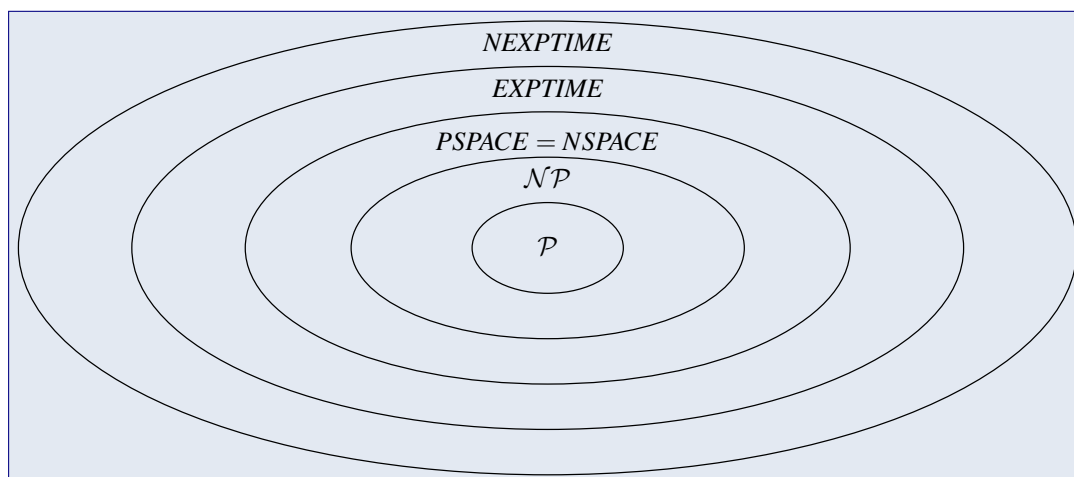 NEXPTIME
EXPTIME
PSPACE = NSPACE
𝒩𝒫
𝒫